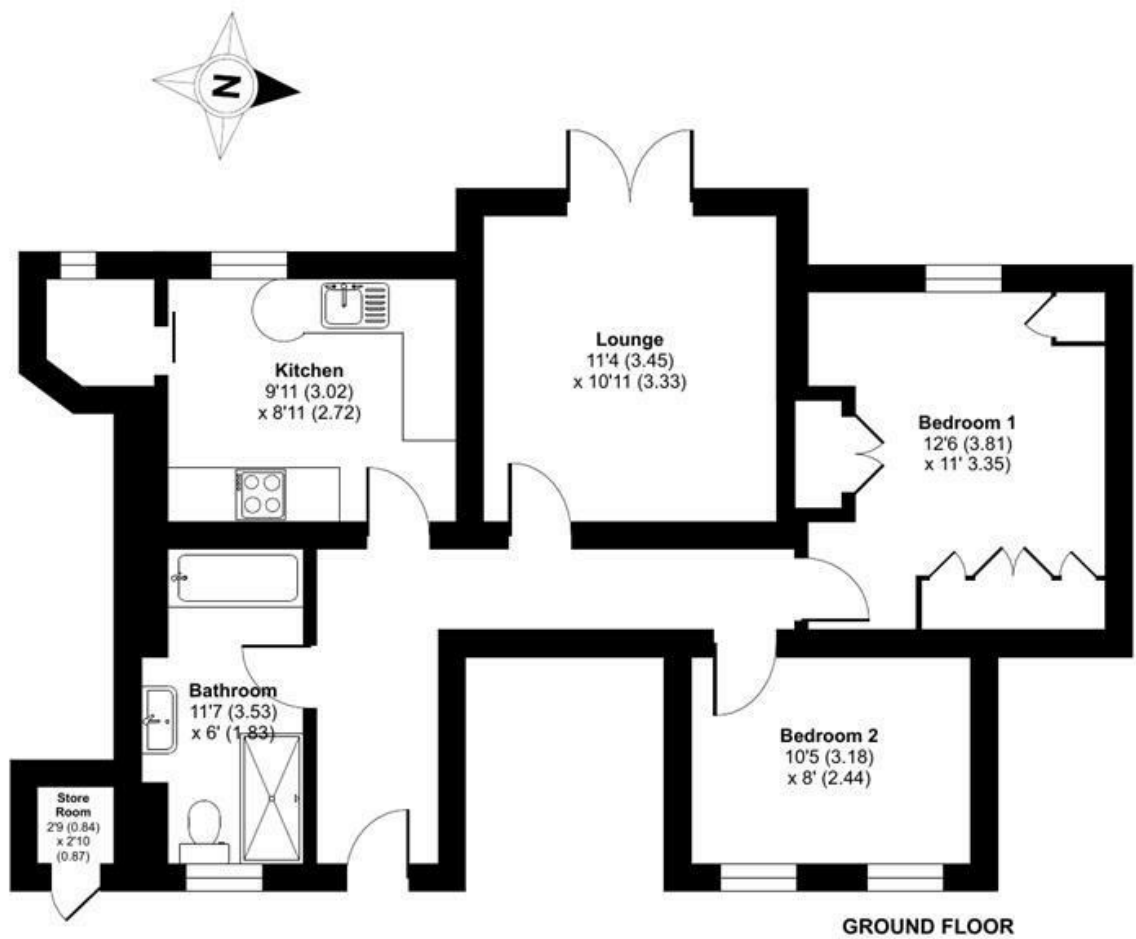 N
Lounge
11'4 (3.45)
x 10'11 (3.33)
Kitchen
9'11 (3.02)
x 8'11 (2.72)
Bedroom 1
12'6 (3.81)
x 11' 3.35)
Bathroom
11'7 (3.53)
x 6' (1.83)
Bedroom 2
10'5 (3.18)
x 8' (2.44)
Store
Room
2'9 (0.84)
x 2'10
(0.87)
GROUND FLOOR